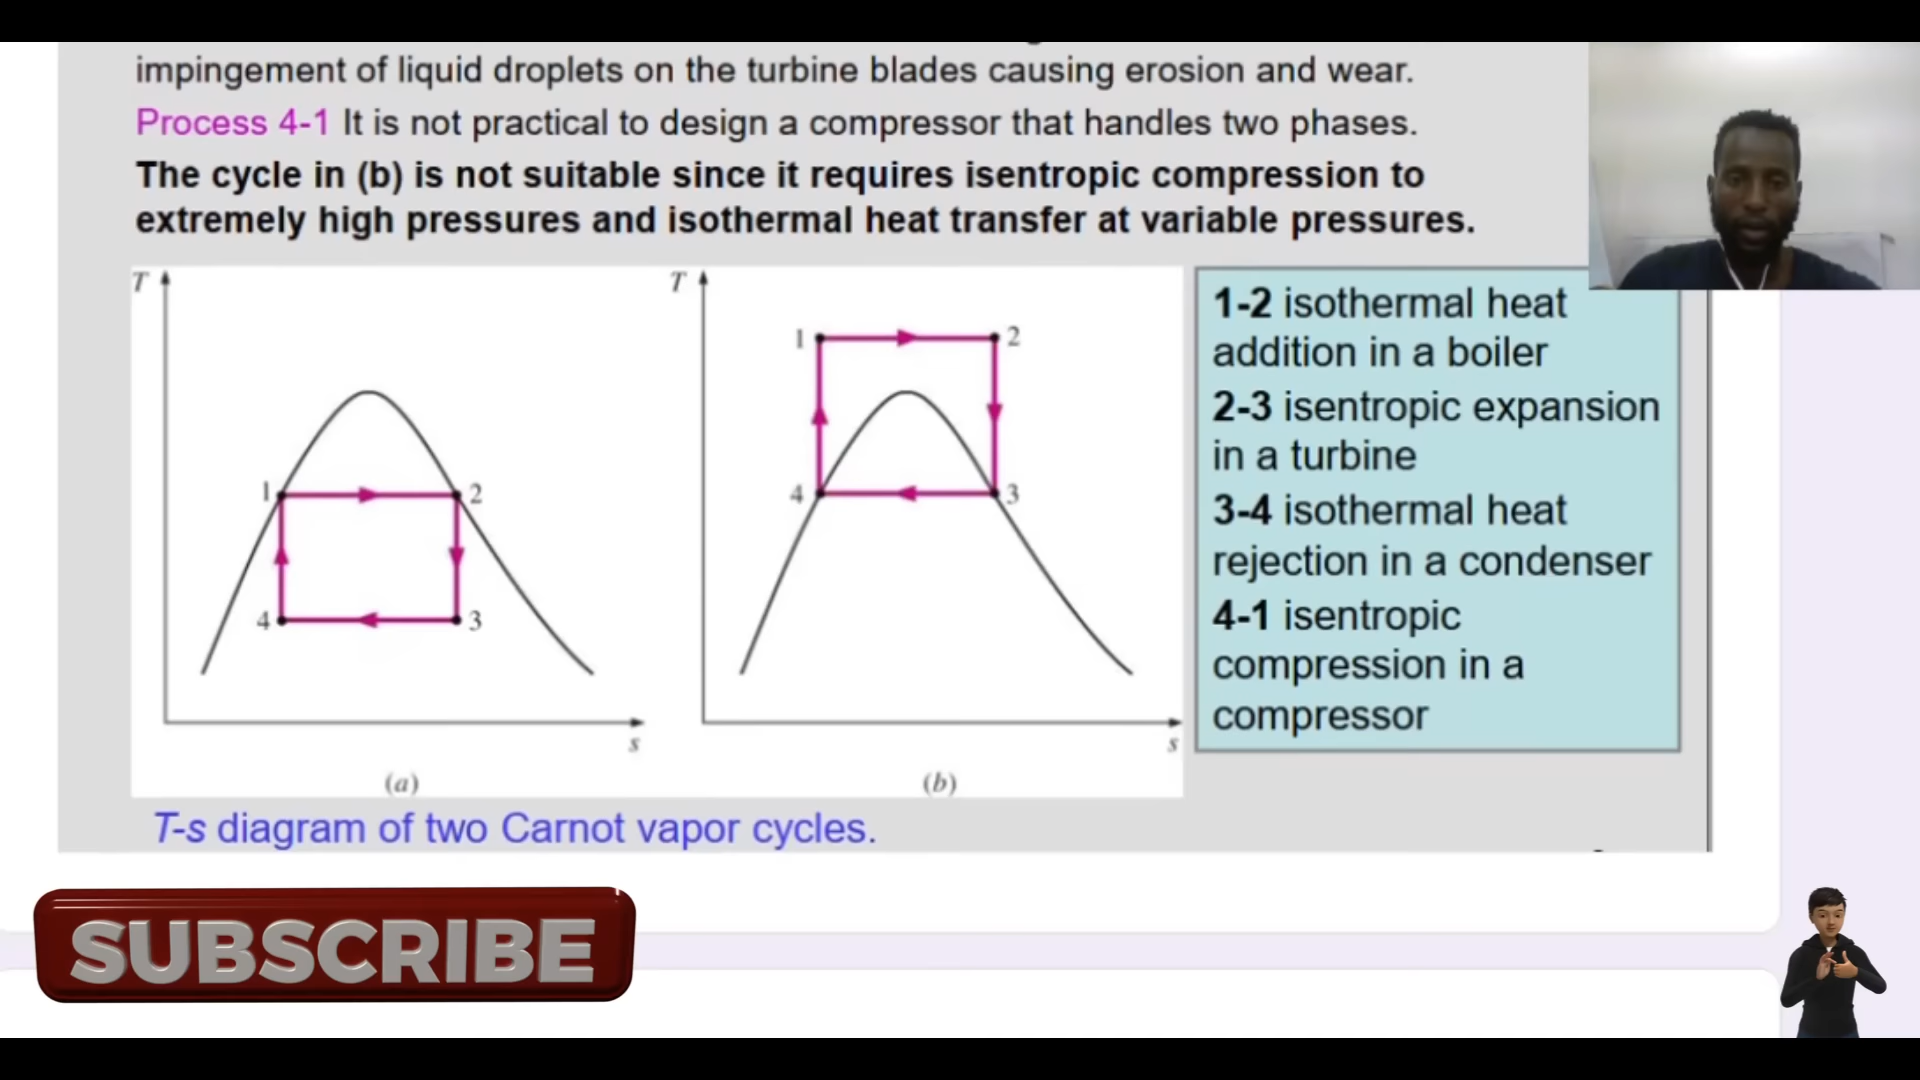 impingement of liquid droplets on the turbine blades causing erosion and wear.
Process 4-1 It is not practical to design a compressor that handles two phases.
The cycle in (b) is not suitable since it requires isentropic compression to
extremely high pressures and isothermal heat transfer at variable pressures.
T
1
2
4
3
s
(a)
T
1
2
4
3
s
(b)
1-2 isothermal heat
addition in a boiler
2-3 isentropic expansion
in a turbine
3-4 isothermal heat
rejection in a condenser
4-1 isentropic
compression in a
compressor
T-s diagram of two Carnot vapor cycles.
SUBSCRIBE